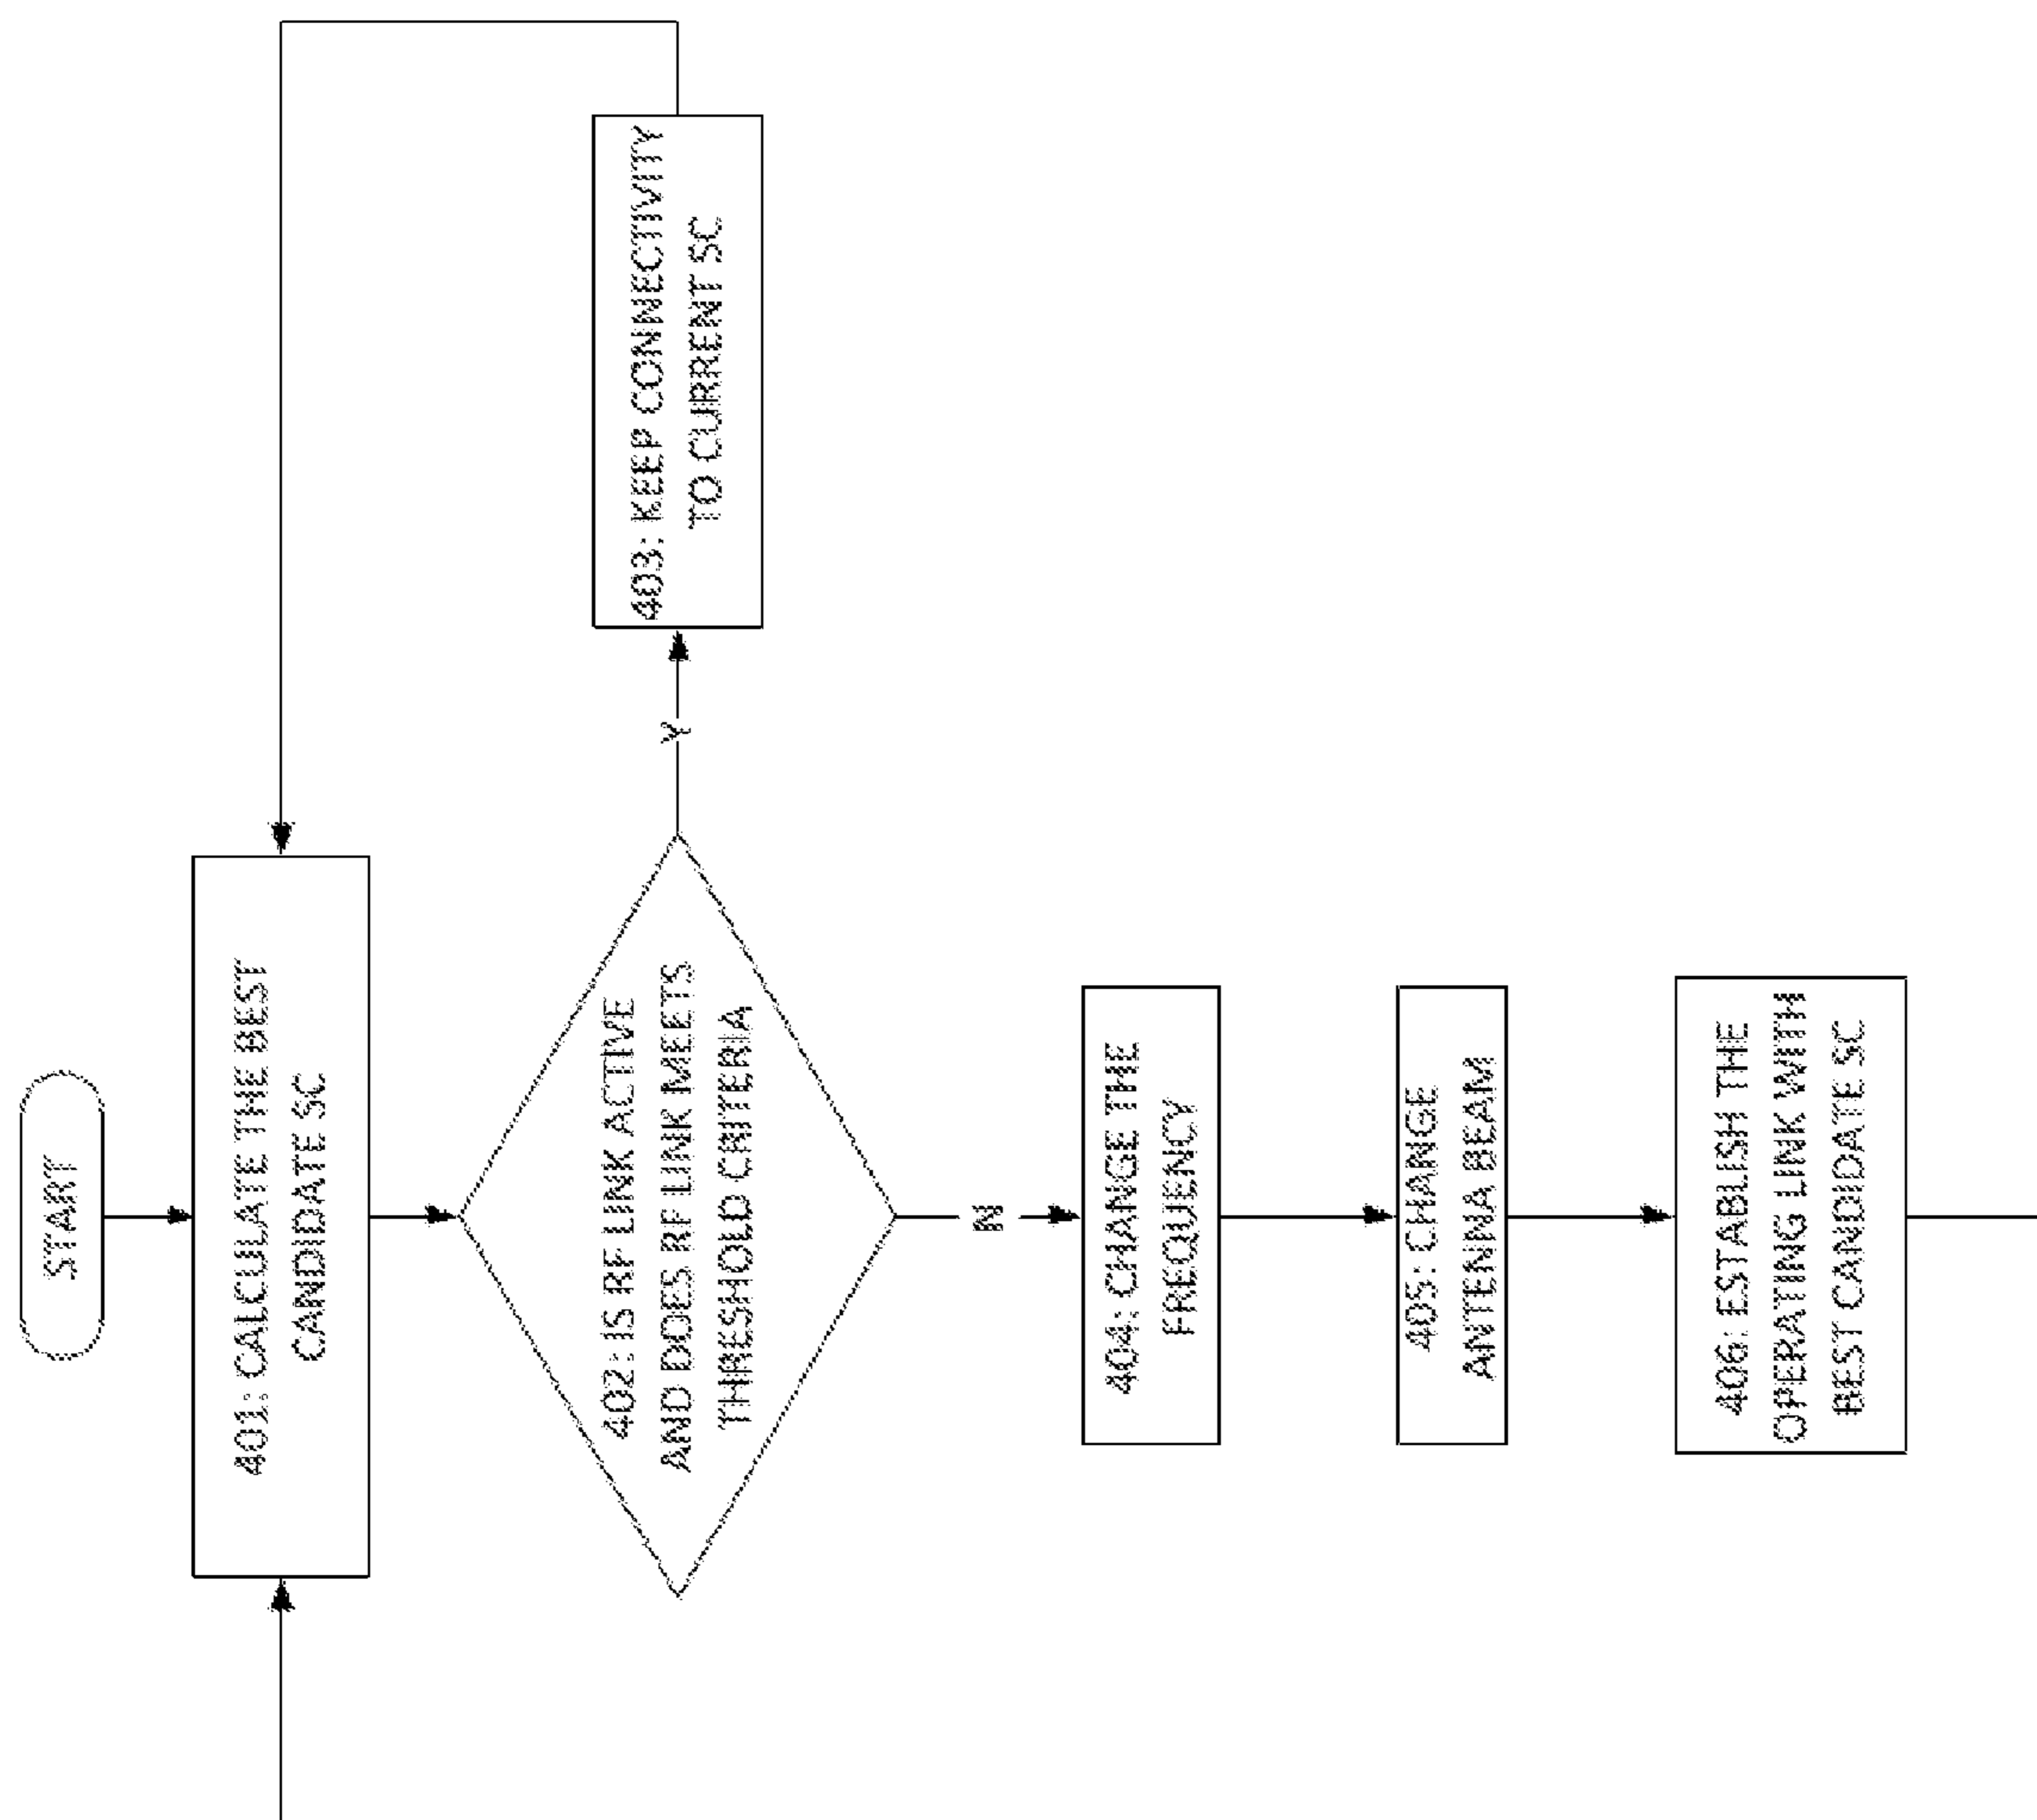 START
401: CALCULATE THE BEST
CANDIDATE SC
402: IS RF LINK ACTIVE
AND DOES RF LINK MEETS
THRESHOLD CRITERIA
Y
403: KEEP CONNECTIVITY
TO CURRENT SC
N
404: CHANGE THE
FREQUENCY
405: CHANGE
ANTENNA BEAM
406: ESTABLISH THE
OPERATING LINK WITH
BEST CANDIDATE SC